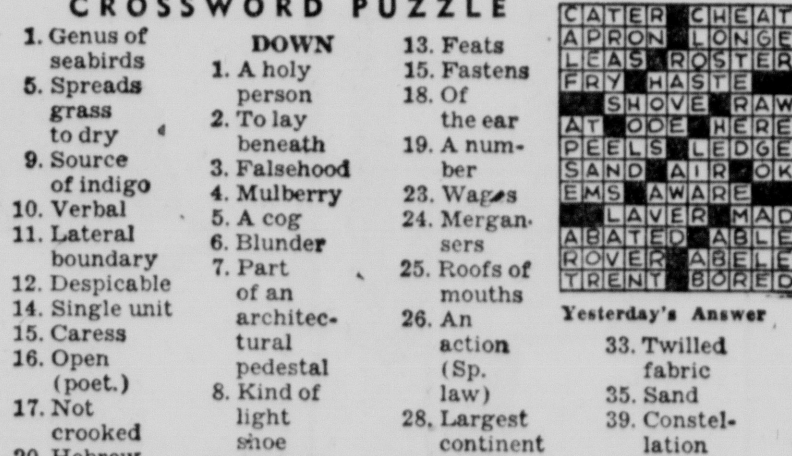 CROSSWORD PUZZLE
1. Genus of
seabirds
5. Spreads
grass
to dry
9. Source
of indigo
10. Verbal
11. Lateral
boundary
12. Despicable
14. Single unit
15. Caress
16. Open
(poet.)
17. Not
crooked
20. Hebrew
DOWN
1. A holy
person
2. To lay
beneath
3. Falsehood
4. Mulberry
5. A cog
6. Blunder
7. Part
of an
architec-
tural
pedestal
8. Kind of
light
shoe
13. Feats
15. Fastens
18. Of
the ear
19. A num-
ber
23. Wages
24. Mergan-
sers
25. Roofs of
mouths
26. An
action
(Sp.
law)
28. Largest
continent
CATER CHEAT
APRON LONGE
LEAS ROSTER
FRY HASTE
SHOVE RAW
AT ODE HERE
PEELS LEDGE
SAND AIR OK
EMS AWARE
LAVER MAD
ABATED ABLE
ROVER ABELE
TRENT BORED
Yesterday's Answer
33. Twilled
fabric
35. Sand
39. Constel-
lation